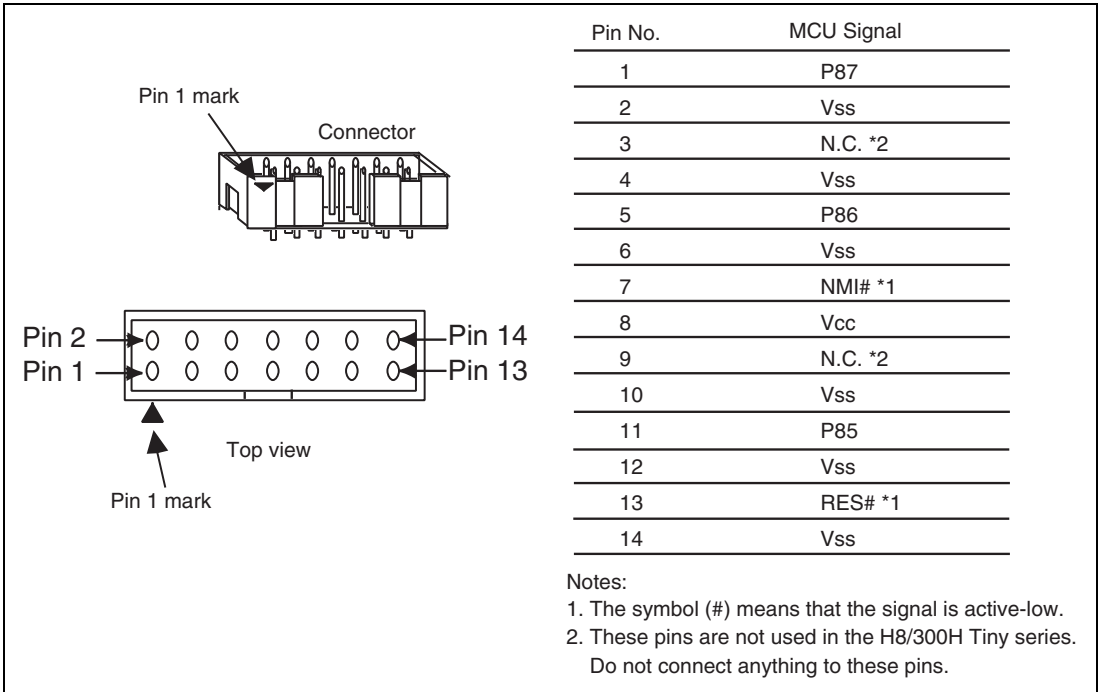 Pin 1 mark
Connector
Pin 2
Pin 1
Pin 14
Pin 13
Top view
Pin 1 mark
Pin No. MCU Signal
1 P87
2 Vss
3 N.C. *2
4 Vss
5 P86
6 Vss
7 NMI# *1
8 Vcc
9 N.C. *2
10 Vss
11 P85
12 Vss
13 RES# *1
14 Vss
Notes:
1. The symbol (#) means that the signal is active-low.
2. These pins are not used in the H8/300H Tiny series.
Do not connect anything to these pins.